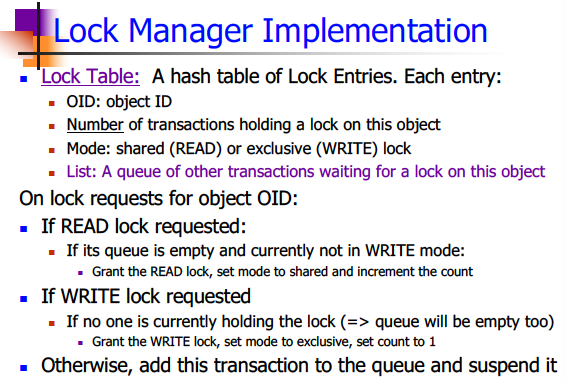 Lock Manager Implementation
Lock Table: A hash table of Lock Entries. Each entry:
OID: object ID
Number of transactions holding a lock on this object
Mode: shared (READ) or exclusive (WRITE) lock
List: A queue of other transactions waiting for a lock on this object
On lock requests for object OID:
If READ lock requested:
If its queue is empty and currently not in WRITE mode:
Grant the READ lock, set mode to shared and increment the count
If WRITE lock requested
If no one is currently holding the lock (=> queue will be empty too)
Grant the WRITE lock, set mode to exclusive, set count to 1
Otherwise, add this transaction to the queue and suspend it